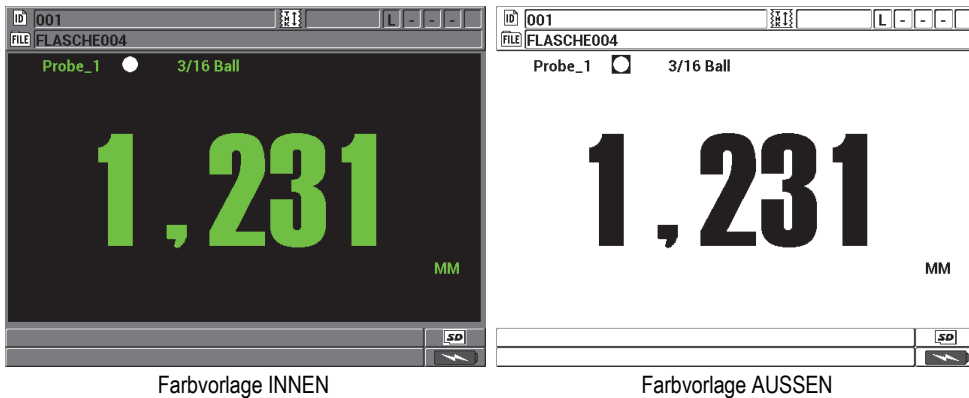 ID 001 L - - -
FILE FLASCHE004
Probe_1 3/16 Ball
1,231
MM
SD
Farbvorlage INNEN
ID 001 L - - -
FILE FLASCHE004
Probe_1 3/16 Ball
1,231
MM
SD
Farbvorlage AUSSEN